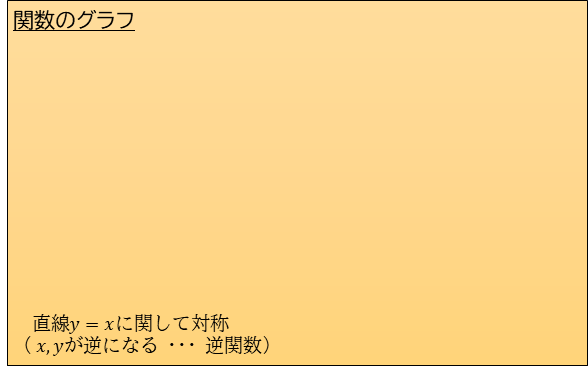 関数のグラフ
直線y = xに関して対称
（ x, yが逆になる ･･･ 逆関数）